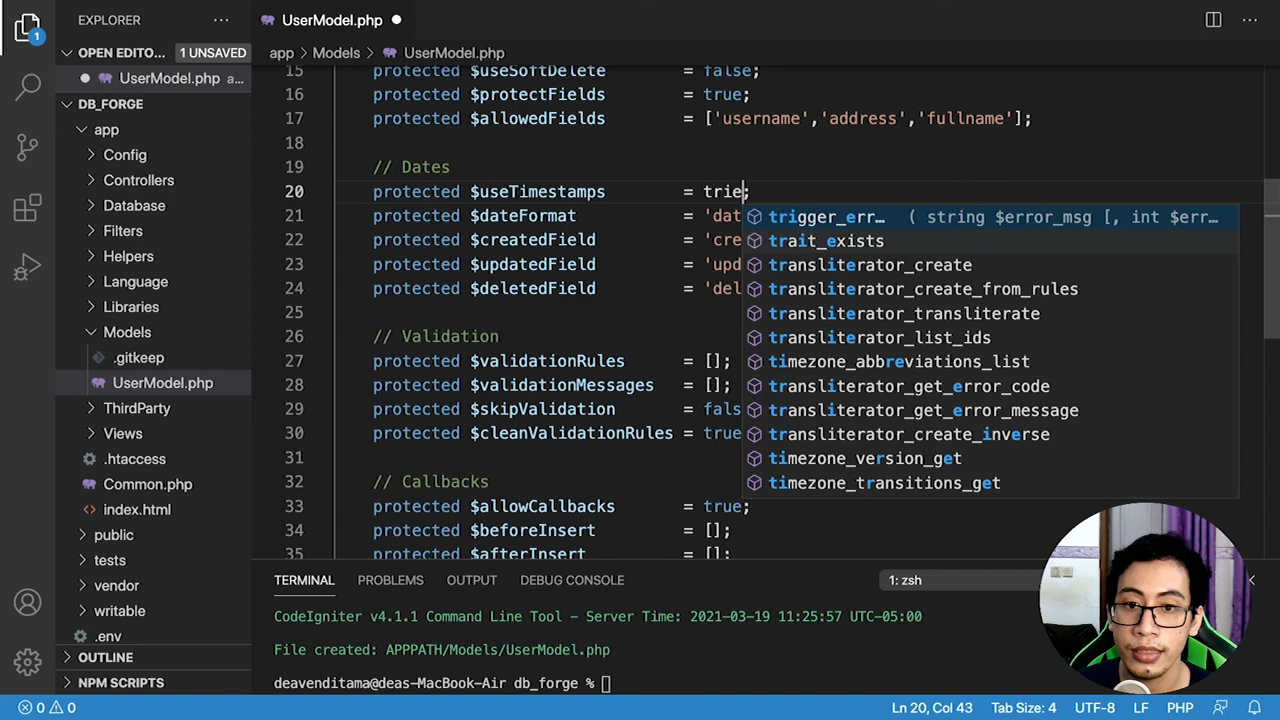 EXPLORER
UserModel.php
OPEN EDITO... 1 UNSAVED
UserModel.php a...
DB_FORGE
app
Config
Controllers
Database
Filters
Helpers
Language
Libraries
Models
.gitkeep
UserModel.php
ThirdParty
Views
.htaccess
Common.php
index.html
public
tests
vendor
writable
.env
OUTLINE
NPM SCRIPTS
1
app > Models > UserModel.php
15 protected $useSoftDelete = false;
16 protected $protectFields = true;
17 protected $allowedFields = ['username','address','fullname'];
18
19 // Dates
20 protected $useTimestamps = trie;
21 protected $dateFormat = 'dat
22 protected $createdField = 'cre
23 protected $updatedField = 'upd
24 protected $deletedField = 'del
25
26 // Validation
27 protected $validationRules = [];
28 protected $validationMessages = [];
29 protected $skipValidation = fals
30 protected $cleanValidationRules = true
31
32 // Callbacks
33 protected $allowCallbacks = true;
34 protected $beforeInsert = [];
35 protected $afterInsert = [];
trigger_err... ( string $error_msg [, int $err...
trait_exists
transliterator_create
transliterator_create_from_rules
transliterator_transliterate
transliterator_list_ids
timezone_abbreviations_list
transliterator_get_error_code
transliterator_get_error_message
transliterator_create_inverse
timezone_version_get
timezone_transitions_get
TERMINAL PROBLEMS OUTPUT DEBUG CONSOLE 1: zsh
CodeIgniter v4.1.1 Command Line Tool - Server Time: 2021-03-19 11:25:57 UTC-05:00
File created: APPPATH/Models/UserModel.php
deavenditama@deas-MacBook-Air db_forge %
0 0 Ln 20, Col 43 Tab Size: 4 UTF-8 LF PHP